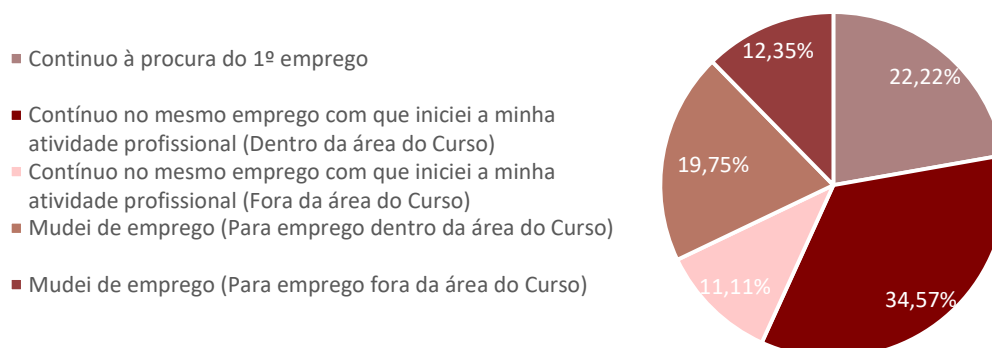 Continuo à procura do 1º emprego
Contínuo no mesmo emprego com que iniciei a minha
atividade profissional (Dentro da área do Curso)
Contínuo no mesmo emprego com que iniciei a minha
atividade profissional (Fora da área do Curso)
Mudei de emprego (Para emprego dentro da área do Curso)
Mudei de emprego (Para emprego fora da área do Curso)
12,35%
22,22%
19,75%
11,11%
34,57%